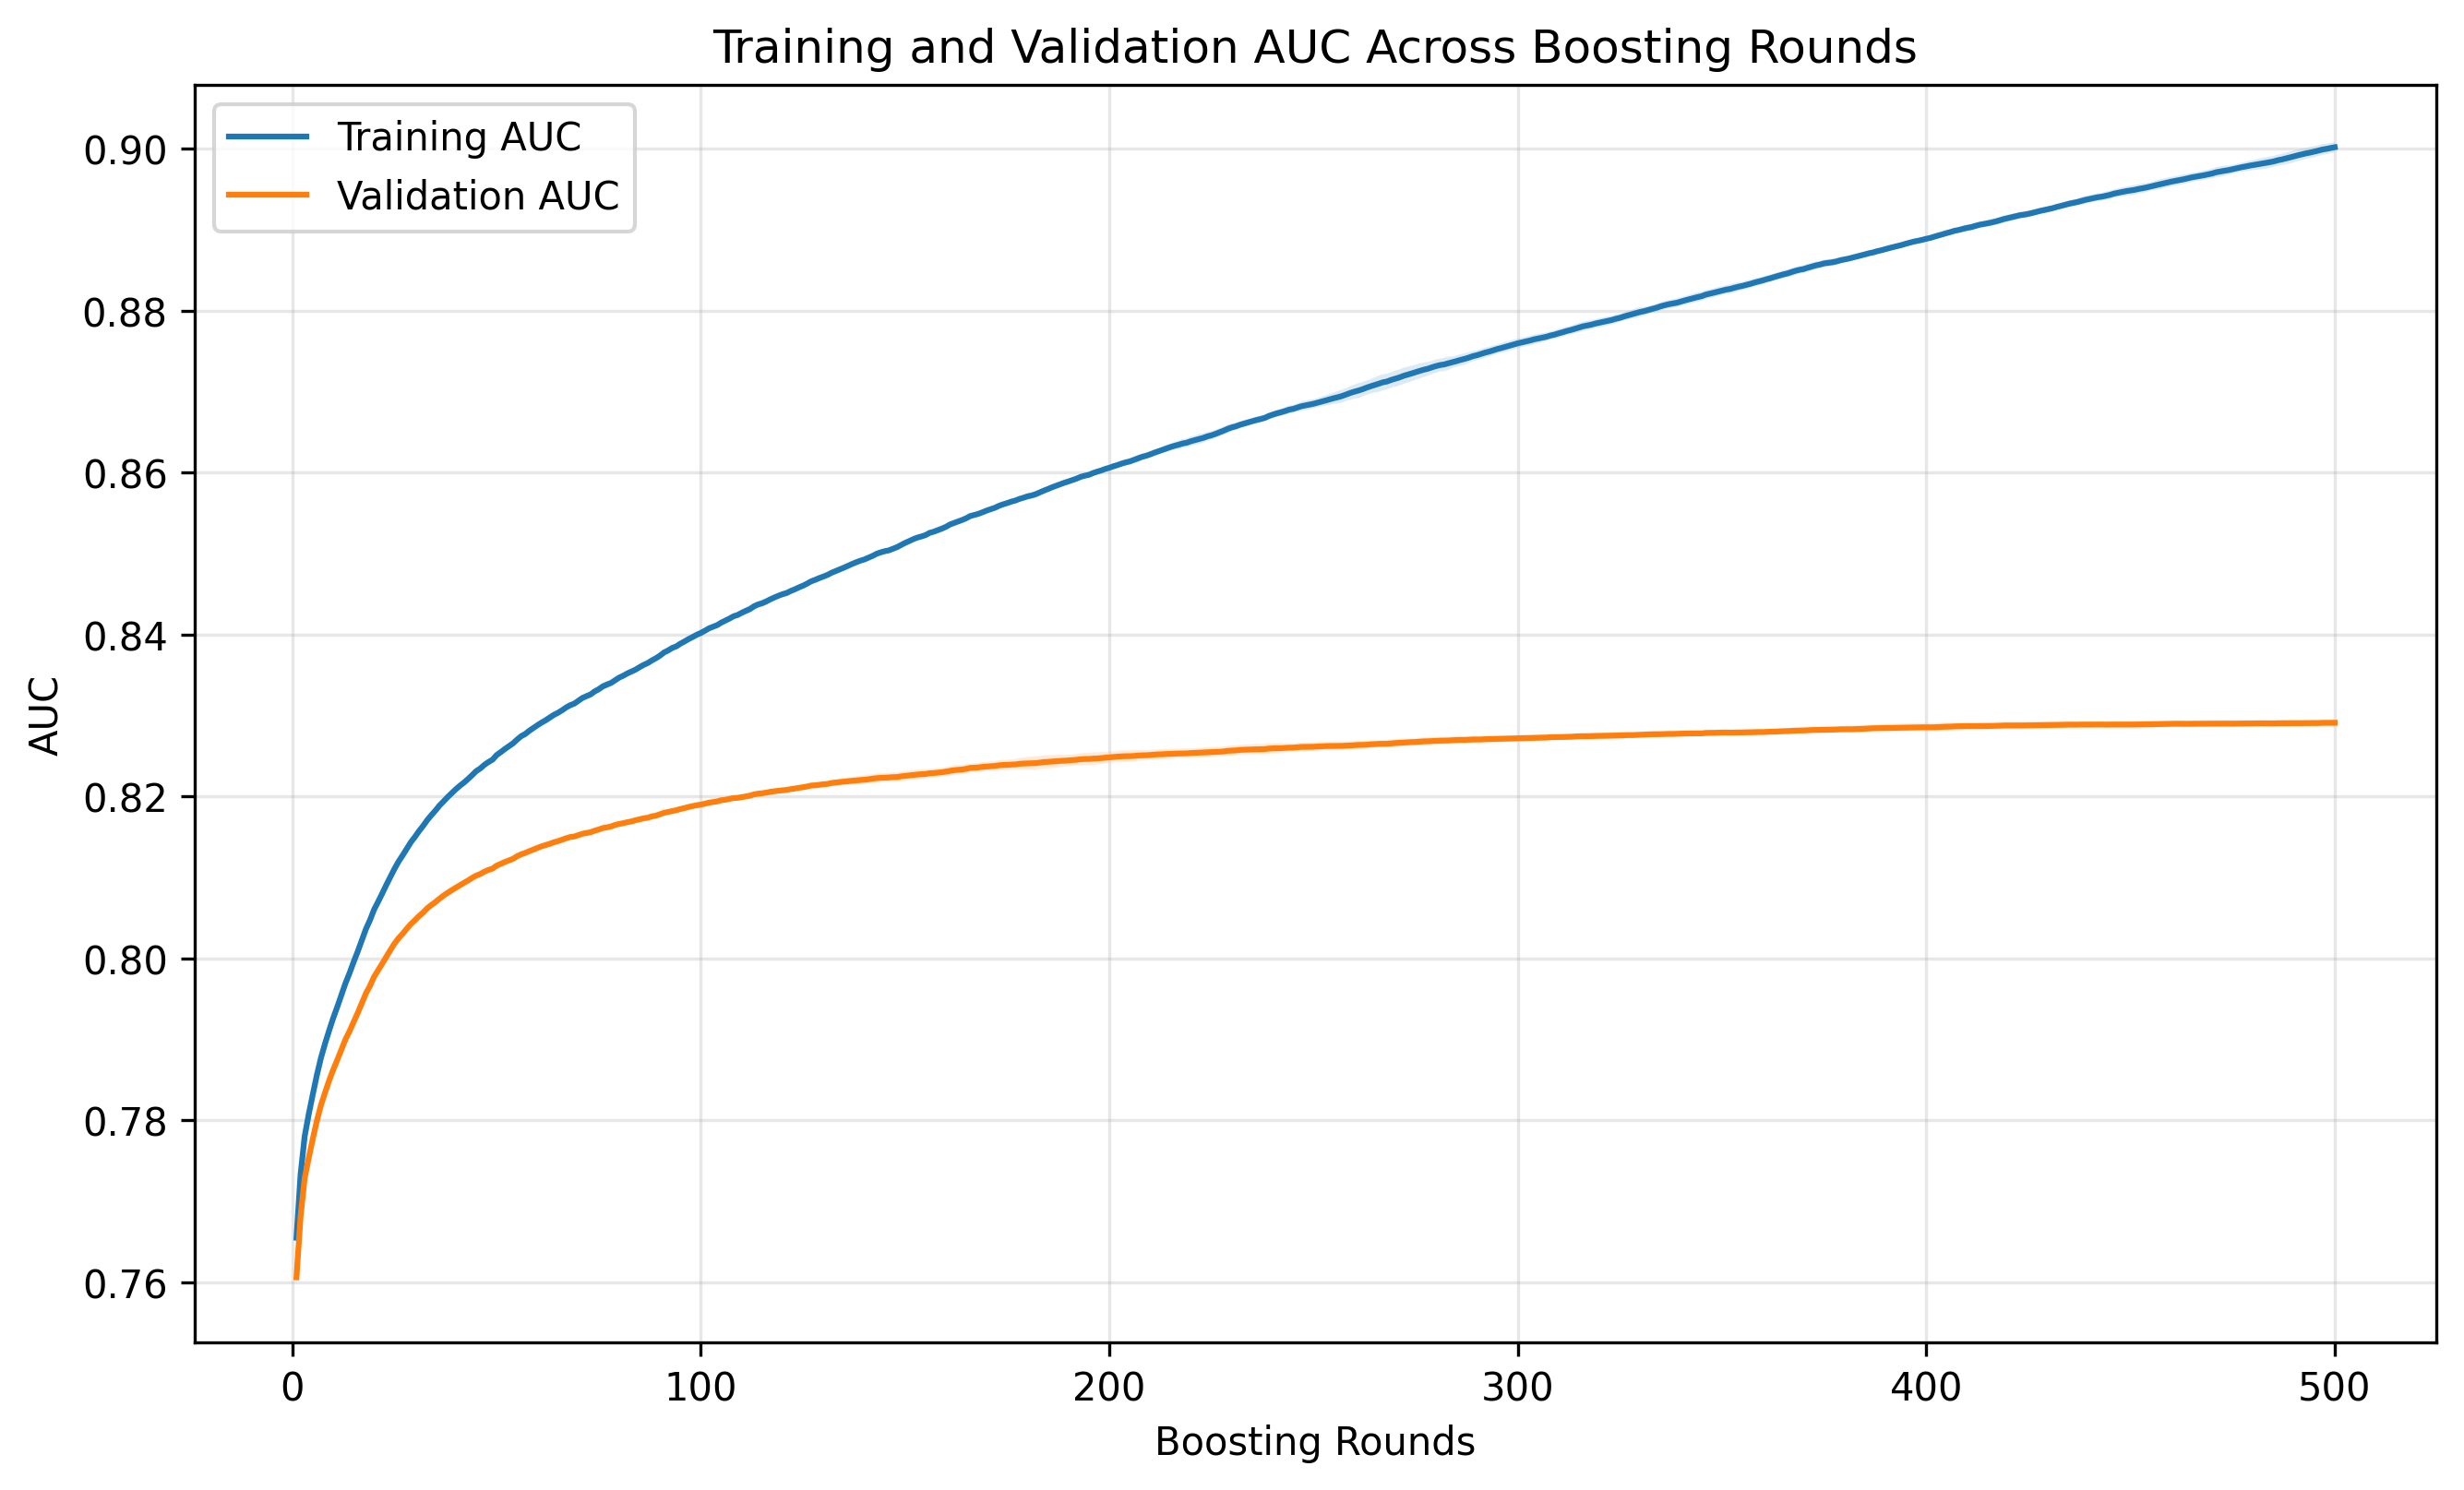 Training and Validation AUC Across Boosting Rounds
Training AUC
Validation AUC
0.90
0.88
0.86
0.84
0.82
0.80
0.78
0.76
AUC
0 100 200 300 400 500
Boosting Rounds